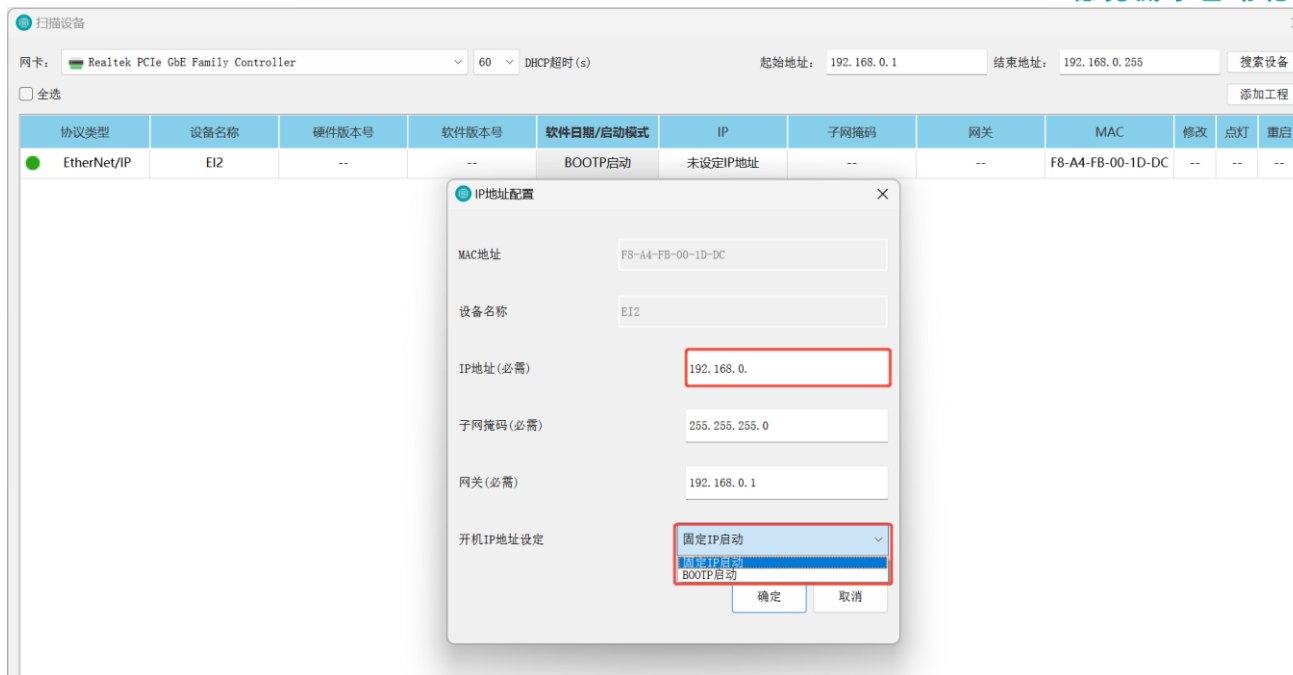 扫描设备
网卡： Realtek PCIe GbE Family Controller 60 DHCP超时(s) 起始地址： 192.168.0.1 结束地址： 192.168.0.255 搜索设备
全选 添加工程
协议类型 设备名称 硬件版本号 软件版本号 软件日期/启动模式 IP 子网掩码 网关 MAC 修改 点灯 重启
EtherNet/IP EI2 -- -- BOOTP启动 未设定IP地址 -- -- F8-A4-FB-00-1D-DC -- -- --
IP地址配置
MAC地址 F8-A4-FB-00-1D-DC
设备名称 EI2
IP地址(必需) 192.168.0.
子网掩码(必需) 255.255.255.0
网关(必需) 192.168.0.1
开机IP地址设定 固定IP启动
固定IP启动
BOOTP启动
确定 取消